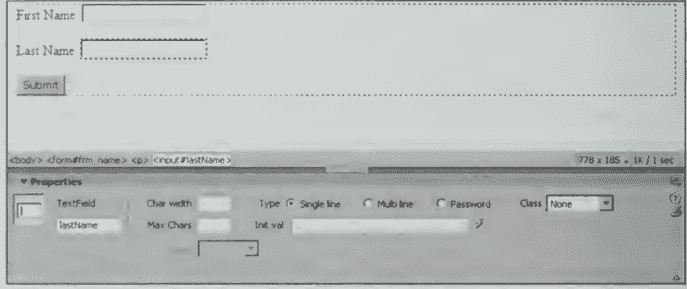 First Name
Last Name
Submit
<body> <form#frm_name> <p> <input#lastName> 778 x 185 1K / 1 sec
Properties
TextField Char width Type Single line Multi line Password Class None
lastName Max Chars Init val